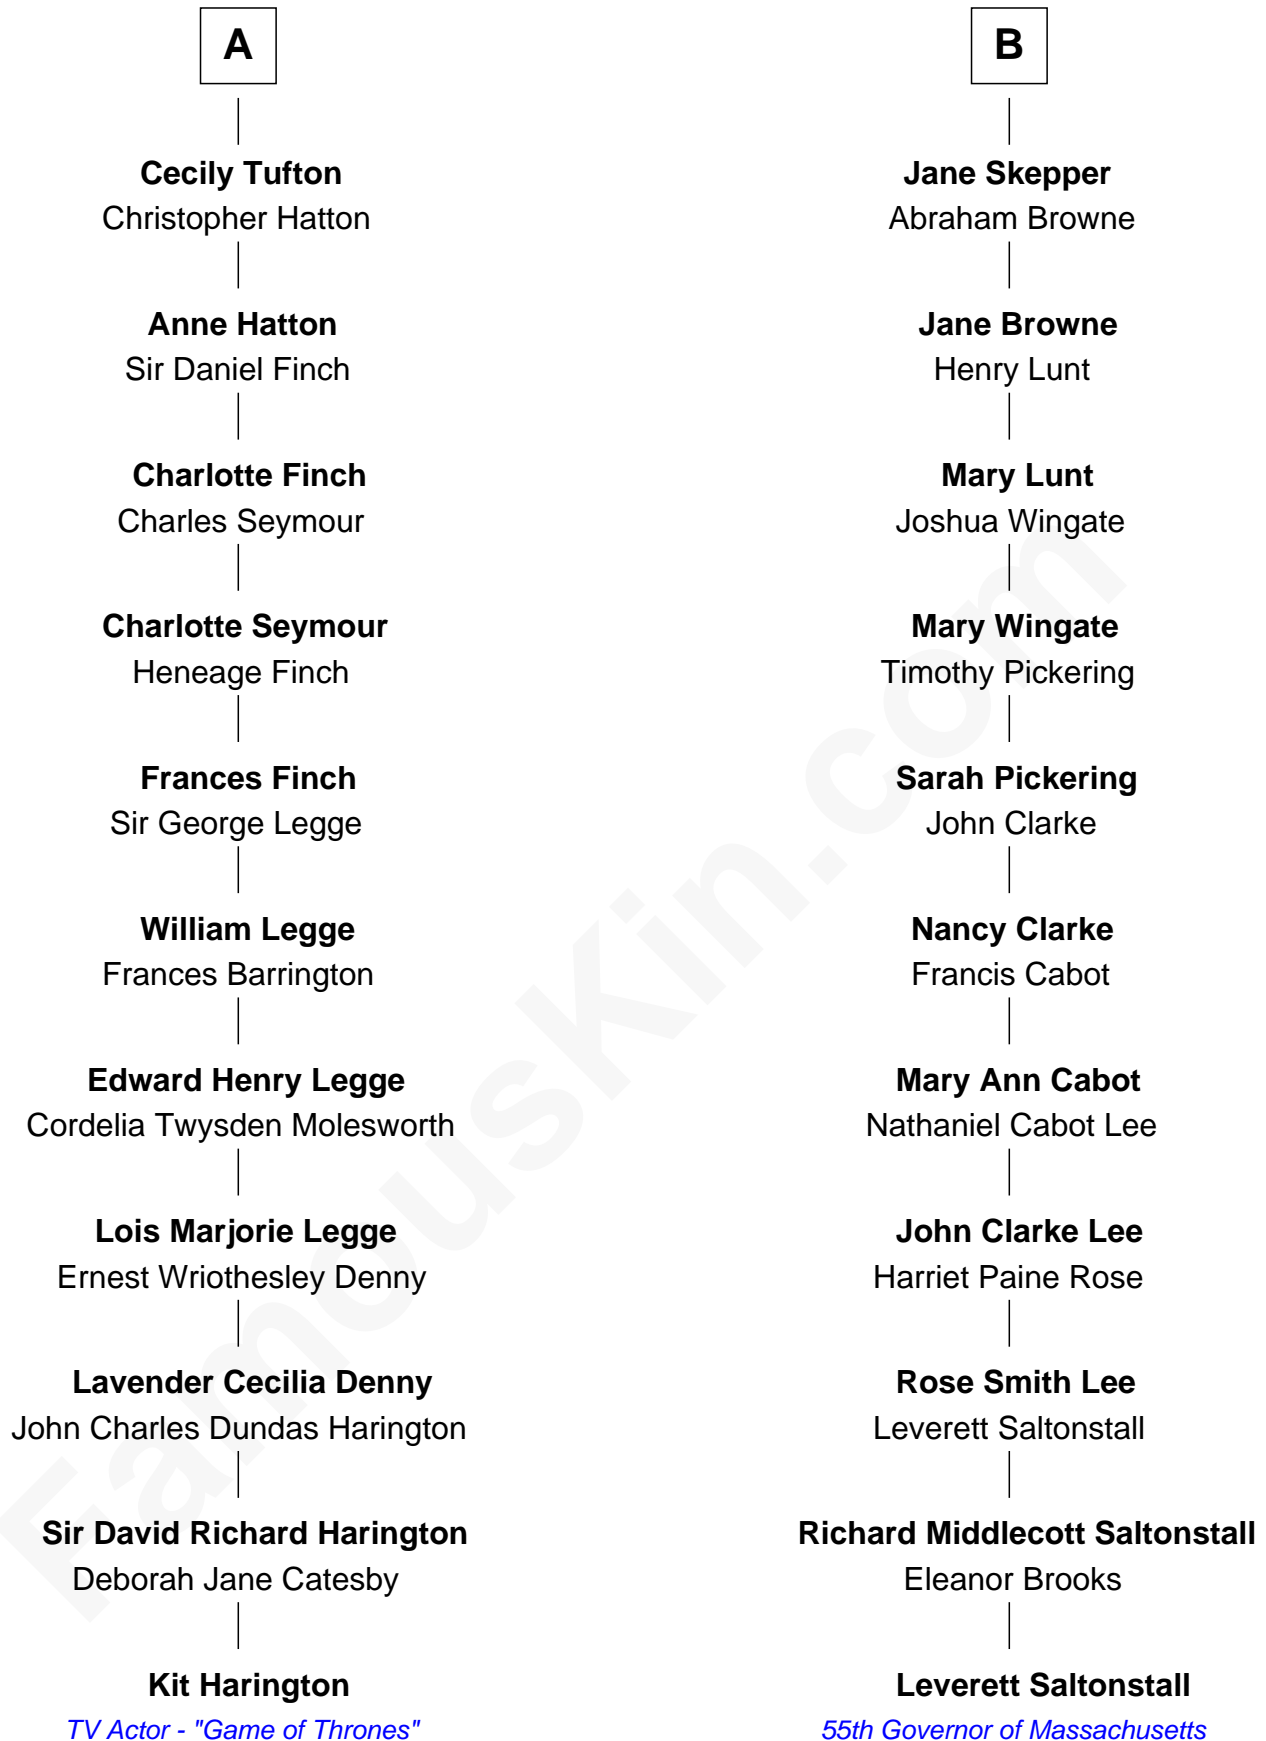 A
Cecily Tufton
Christopher Hatton
Anne Hatton
Sir Daniel Finch
Charlotte Finch
Charles Seymour
Charlotte Seymour
Heneage Finch
Frances Finch
Sir George Legge
William Legge
Frances Barrington
Edward Henry Legge
Cordelia Twysden Molesworth
Lois Marjorie Legge
Ernest Wriothesley Denny
Lavender Cecilia Denny
John Charles Dundas Harington
Sir David Richard Harington
Deborah Jane Catesby
Kit Harington
TV Actor - "Game of Thrones"
B
Jane Skepper
Abraham Browne
Jane Browne
Henry Lunt
Mary Lunt
Joshua Wingate
Mary Wingate
Timothy Pickering
Sarah Pickering
John Clarke
Nancy Clarke
Francis Cabot
Mary Ann Cabot
Nathaniel Cabot Lee
John Clarke Lee
Harriet Paine Rose
Rose Smith Lee
Leverett Saltonstall
Richard Middlecott Saltonstall
Eleanor Brooks
Leverett Saltonstall
55th Governor of Massachusetts
FamousKin.com